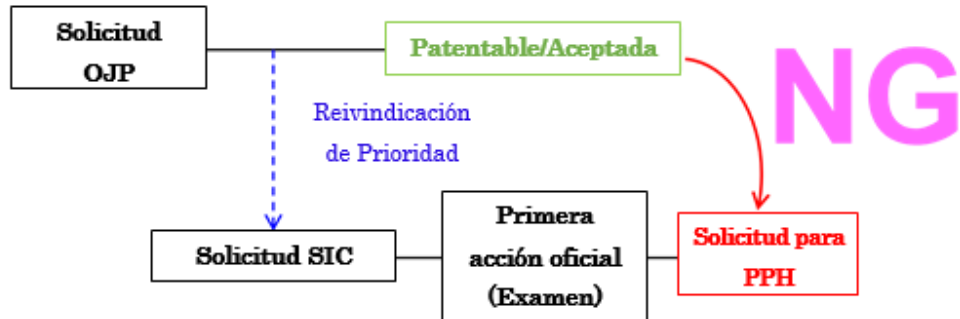 Solicitud
OJP
Patentable/Aceptada
NG
Reivindicación
de Prioridad
Solicitud SIC
Primera
acción oficial
(Examen)
Solicitud para
PPH